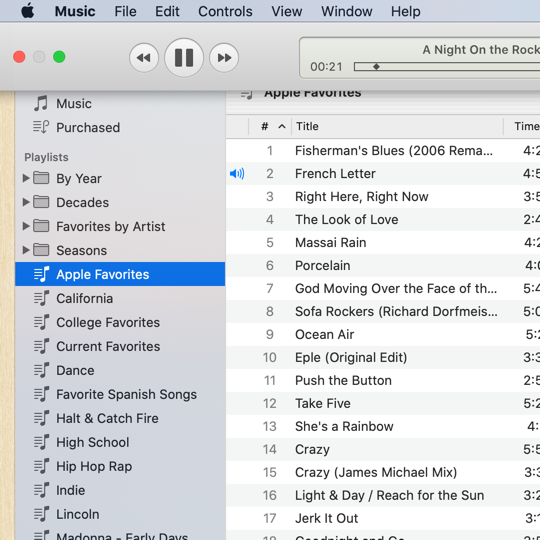 Music File Edit Controls View Window Help
A Night On the Rock
00:21
Music
Purchased
Playlists
By Year
Decades
Favorites by Artist
Seasons
Apple Favorites
California
College Favorites
Current Favorites
Dance
Favorite Spanish Songs
Halt & Catch Fire
High School
Hip Hop Rap
Indie
Lincoln
Madonna - Early Days
Apple Favorites
# Title Time
1 Fisherman's Blues (2006 Rema... 4:2
2 French Letter 4:5
3 Right Here, Right Now 3:5
4 The Look of Love 2:4
5 Massai Rain 4:2
6 Porcelain 4:0
7 God Moving Over the Face of th... 5:4
8 Sofa Rockers (Richard Dorfmeis... 5:0
9 Ocean Air 5:2
10 Eple (Original Edit) 3:3
11 Push the Button 2:5
12 Take Five 5:2
13 She's a Rainbow 4:
14 Crazy 5:5
15 Crazy (James Michael Mix) 3:3
16 Light & Day / Reach for the Sun 3:2
17 Jerk It Out 3:1
Goodnight and Go 3:5